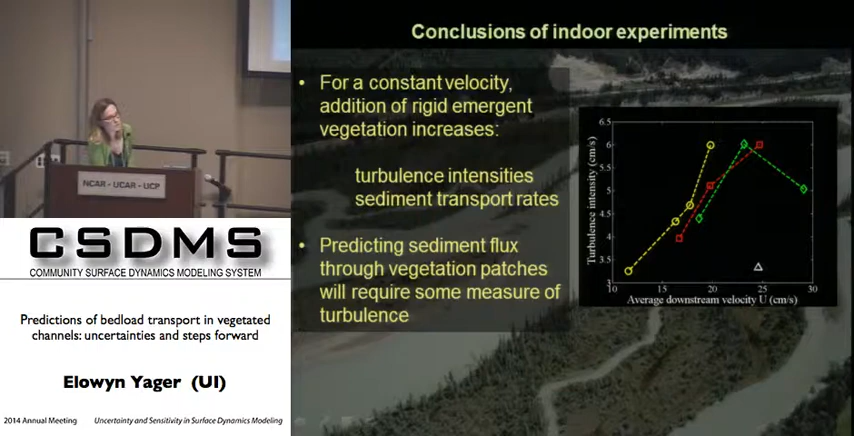 NCAR - UCAR - UCP
CSDMS
COMMUNITY SURFACE DYNAMICS MODELING SYSTEM
Predictions of bedload transport in vegetated
channels: uncertainties and steps forward
Elowyn Yager (UI)
2014 Annual Meeting
Uncertainty and Sensitivity in Surface Dynamics Modeling
Conclusions of indoor experiments
• For a constant velocity,
addition of rigid emergent
vegetation increases:
turbulence intensities
sediment transport rates
• Predicting sediment flux
through vegetation patches
will require some measure of
turbulence
Turbulence intensity (cm/s)
6.5
6
5.5
5
4.5
4
3.5
3
10
15
20
25
30
Average downstream velocity U (cm/s)